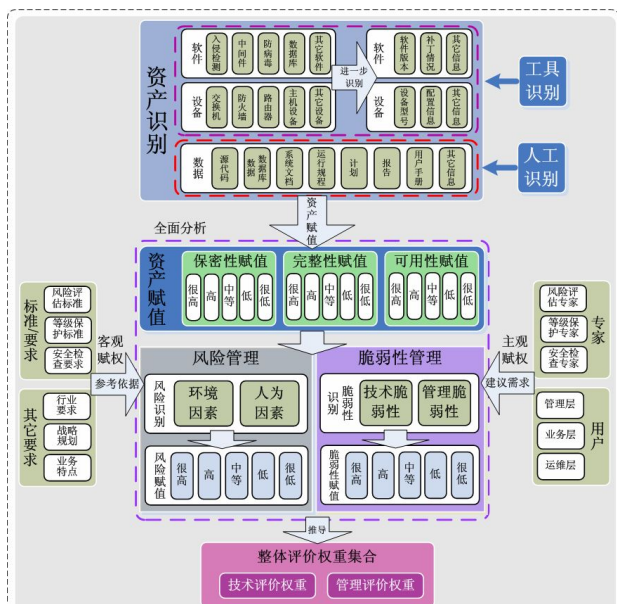 资产识别
软件
入侵检测
中间件
防病毒
数据库
其它软件
进一步
识别
软件
软件版本
补丁情况
其它信息
设备
交换机
防火墙
路由器
主机设备
其它设备
设备
设备型号
配置信息
其它信息
工具
识别
数据
源代码
数据库数据
系统文档
运行规程
计划
报告
用户手册
其它信息
人工
识别
资产赋值
全面分析
资产赋值
保密性赋值
很高
高
中等
低
很低
完整性赋值
很高
高
中等
低
很低
可用性赋值
很高
高
中等
低
很低
标准/要求
风险评
估标准
等级保
护标准
安全检
查要求
其它要求
行业
要求
战略
规划
业务
特点
客观
赋权
参考依据
风险管理
风险识别
环境
因素
人为
因素
风险赋值
很高
高
中等
低
很低
脆弱性管理
脆弱性识别
技术脆
弱性
管理脆
弱性
脆弱性赋值
很高
高
中等
低
很低
主观
赋权
建议需求
专家
风险评
估专家
等级保
护专家
安全检
查专家
用户
管理层
业务层
运维层
推导
整体评价权重集合
技术评价权重
管理评价权重